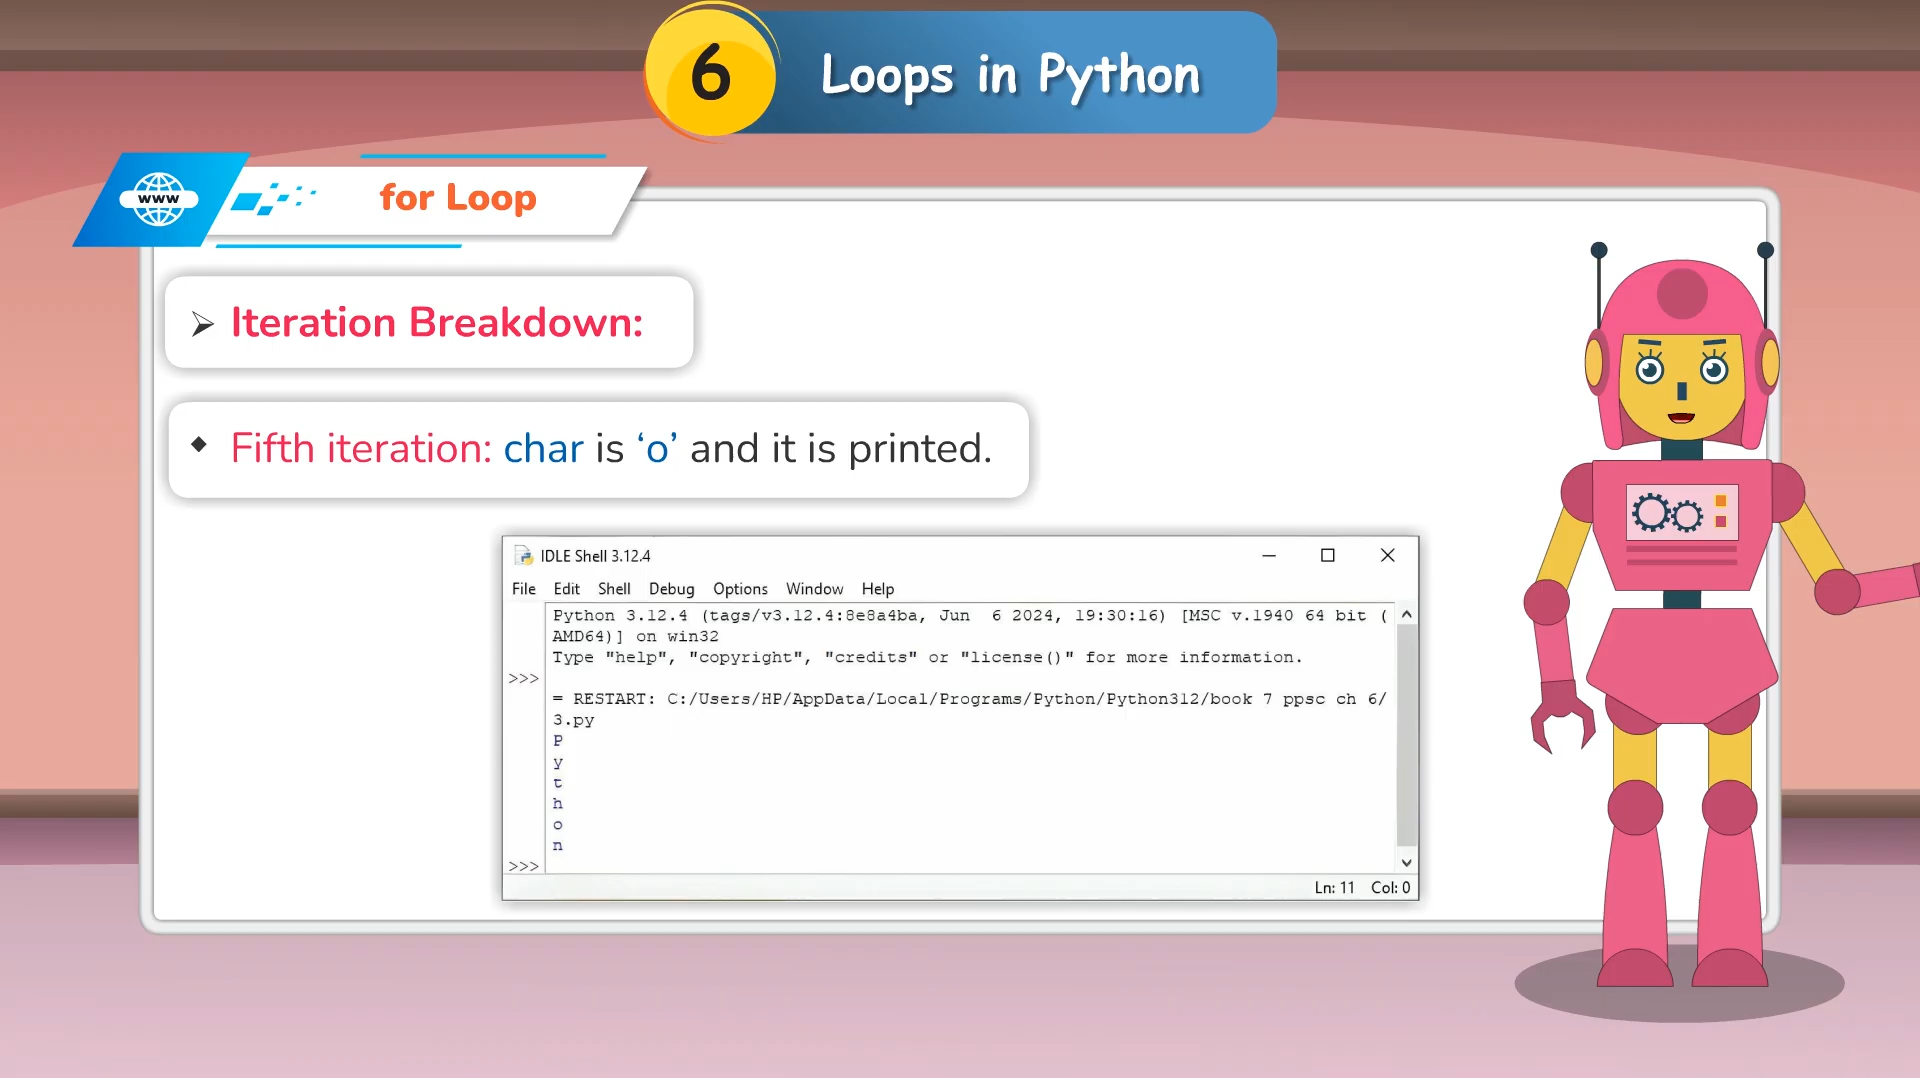 6 Loops in Python
www for Loop
➢ Iteration Breakdown:
◆ Fifth iteration: char is ‘o’ and it is printed.
IDLE Shell 3.12.4
File Edit Shell Debug Options Window Help
Python 3.12.4 (tags/v3.12.4:8e8a4ba, Jun  6 2024, 19:30:16) [MSC v.1940 64 bit (
AMD64)] on win32
Type "help", "copyright", "credits" or "license()" for more information.
>>>
= RESTART: C:/Users/HP/AppData/Local/Programs/Python/Python312/book 7 ppsc ch 6/
3.py
P
y
t
h
o
n
>>>
Ln: 11 Col: 0